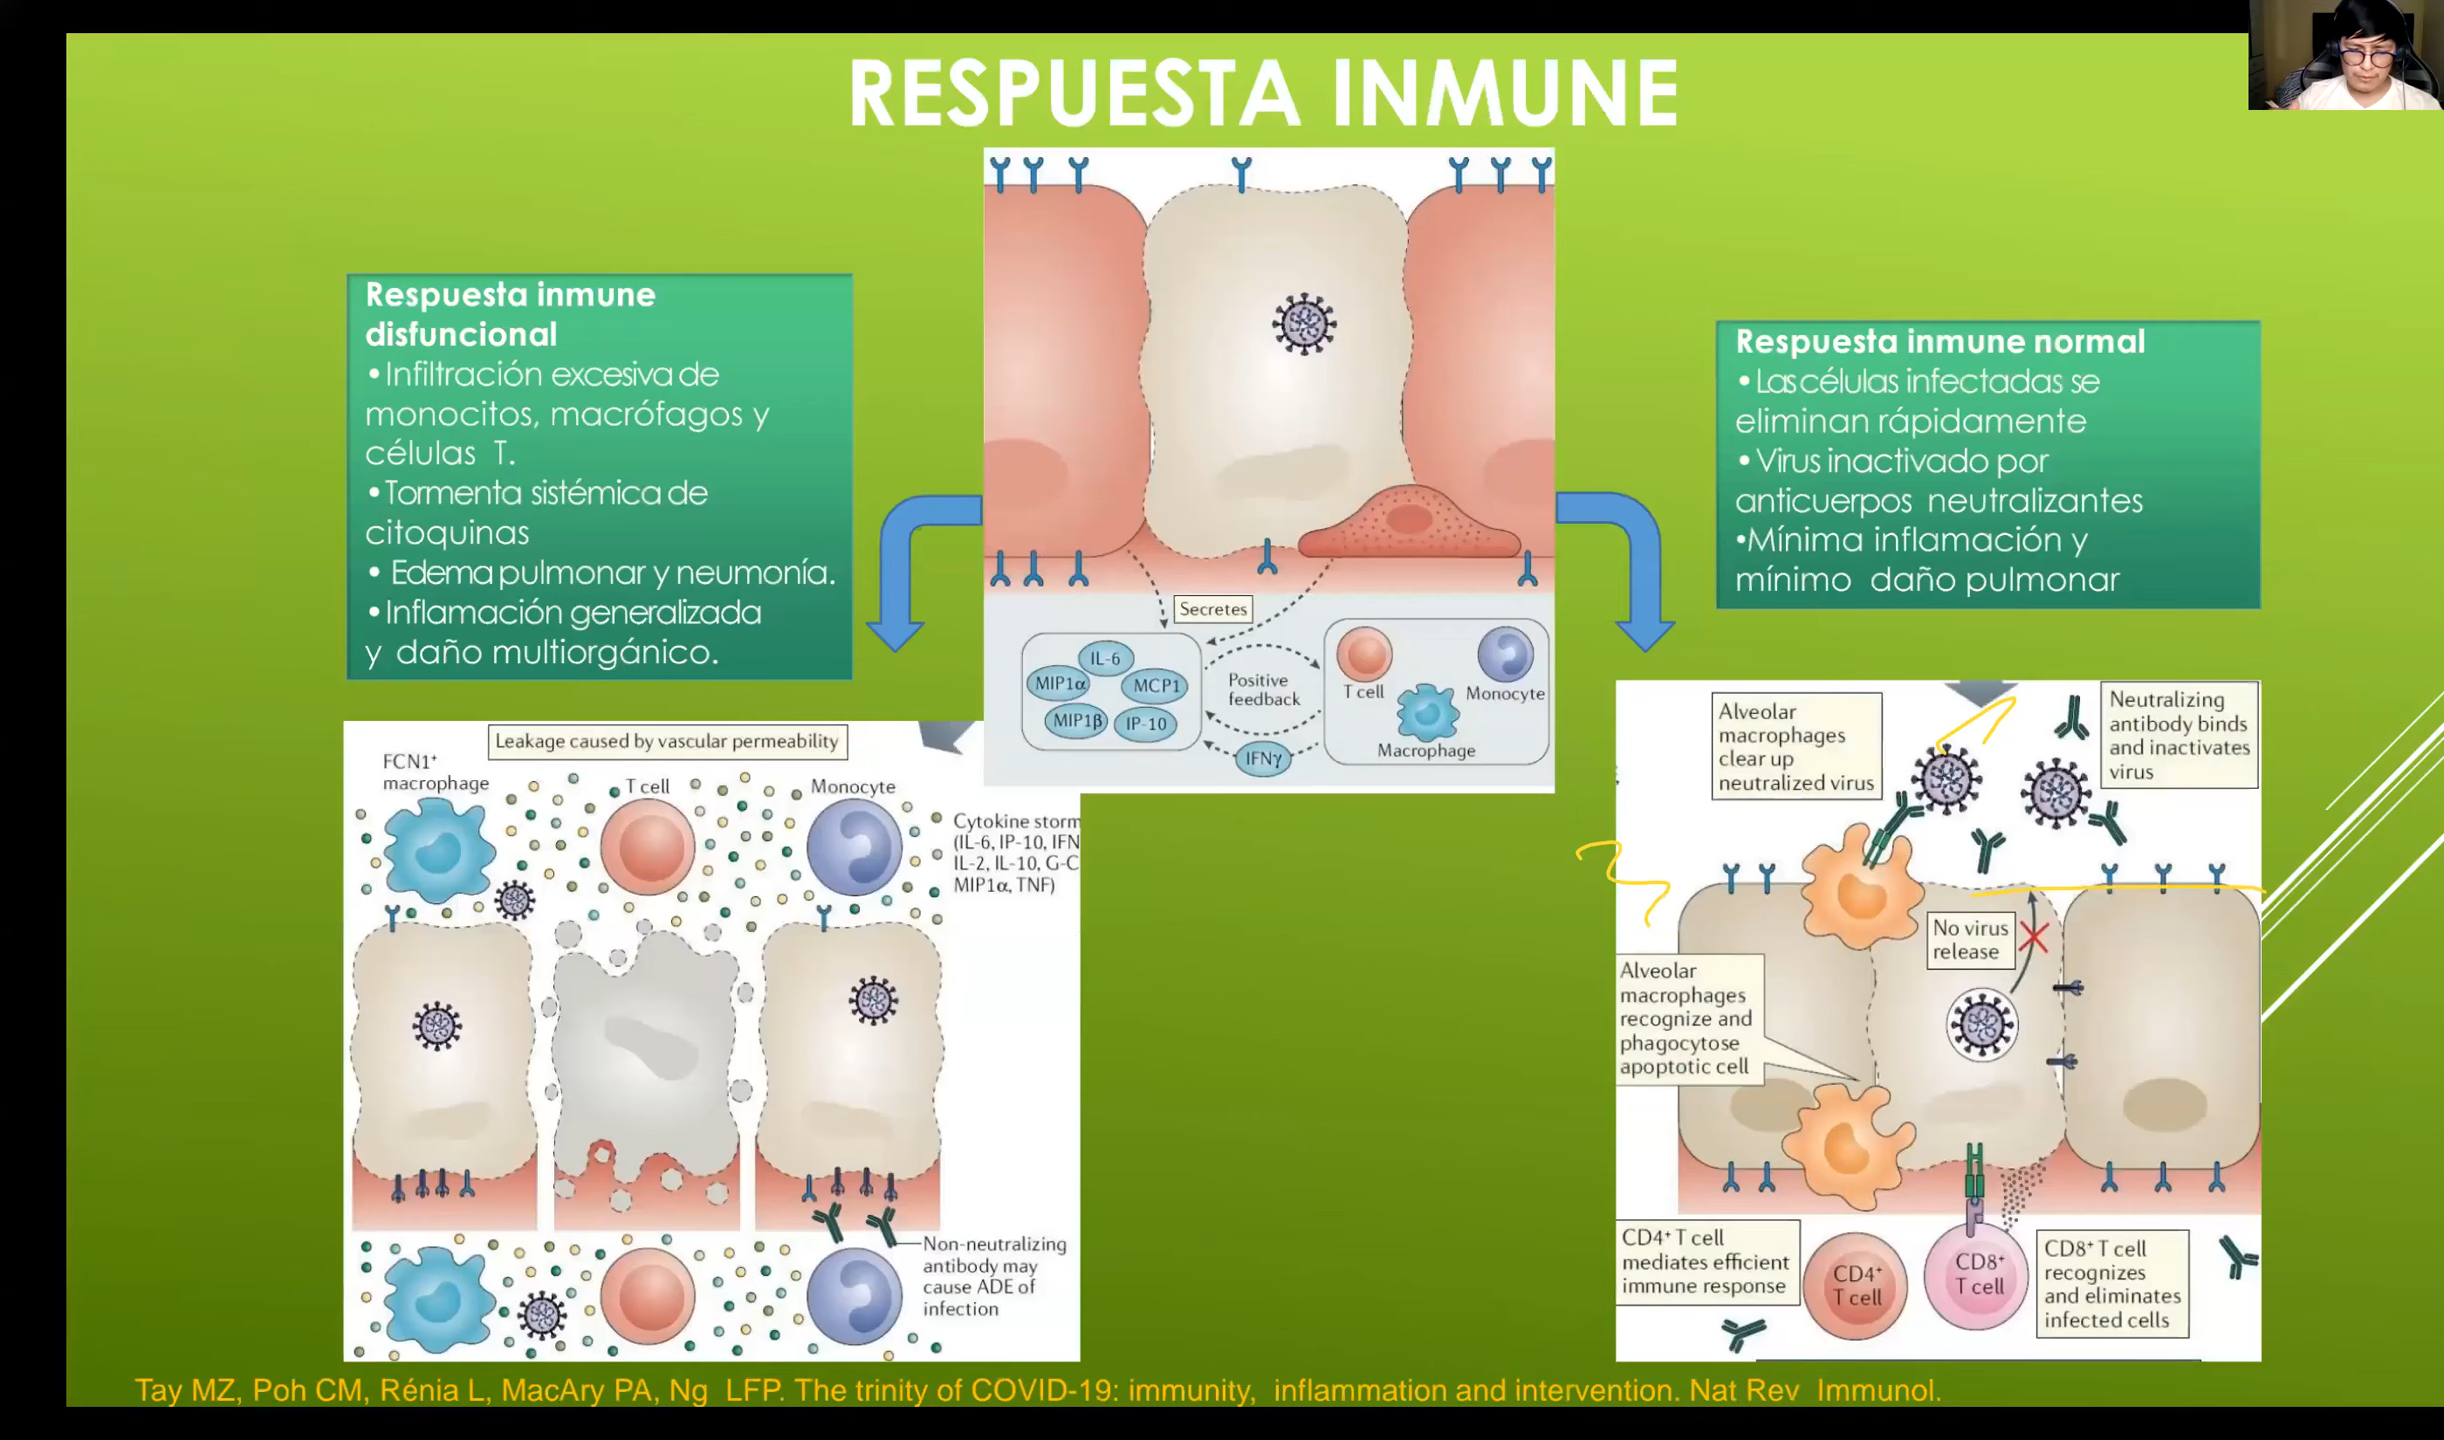 RESPUESTA INMUNE
Respuesta inmune
disfuncional
•Infiltración excesiva de
monocitos, macrófagos y
células T.
•Tormenta sistémica de
citoquinas
• Edema pulmonar y neumonía.
•Inflamación generalizada
y daño multiorgánico.
Secretes
IL-6
MIP1α
MCP1
MIP1β
IP-10
Positive
feedback
IFNγ
T cell
Monocyte
Macrophage
Respuesta inmune normal
•Las células infectadas se
eliminan rápidamente
•Virus inactivado por
anticuerpos neutralizantes
•Mínima inflamación y
mínimo daño pulmonar
Leakage caused by vascular permeability
FCN1⁺
macrophage
T cell
Monocyte
Cytokine storm
(IL-6, IP-10, IFN
IL-2, IL-10, G-C
MIP1α, TNF)
Non-neutralizing
antibody may
cause ADE of
infection
Alveolar
macrophages
clear up
neutralized virus
Neutralizing
antibody binds
and inactivates
virus
No virus
release
Alveolar
macrophages
recognize and
phagocytose
apoptotic cell
CD4⁺ T cell
mediates efficient
immune response
CD4⁺
T cell
CD8⁺
T cell
CD8⁺ T cell
recognizes
and eliminates
infected cells
Tay MZ, Poh CM, Rénia L, MacAry PA, Ng LFP. The trinity of COVID-19: immunity, inflammation and intervention. Nat Rev Immunol.